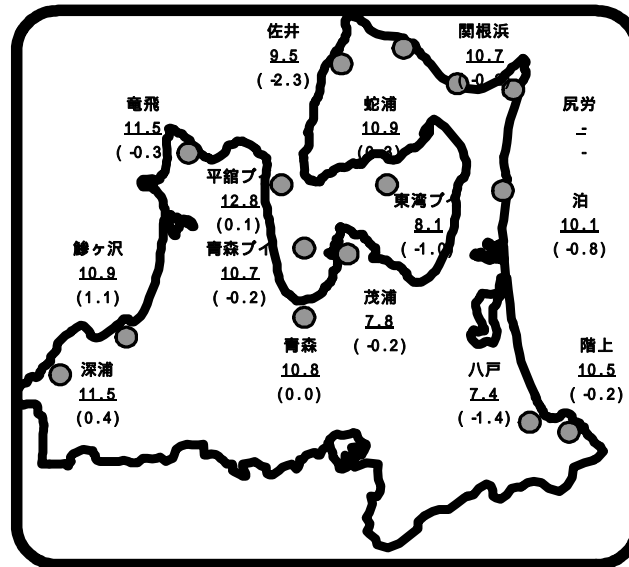 佐井
9.5
(-2.3)
関根浜
10.7
竜飛
11.5
(-0.3
蛇浦
10.9
尻労
-
-
平舘ブイ
12.8
(0.1)
東湾ブイ
8.1
(-1.0)
泊
10.1
(-0.8)
鰺ヶ沢
10.9
(1.1)
青森ブイ
10.7
(-0.2)
茂浦
7.8
(-0.2)
深浦
11.5
(0.4)
青森
10.8
(0.0)
八戸
7.4
(-1.4)
階上
10.5
(-0.2)